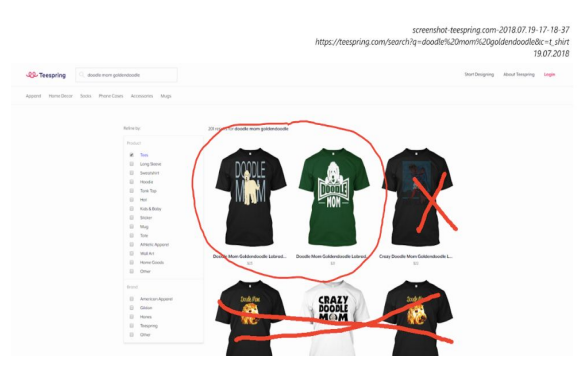 screenshot-teespring.com-2018.07.19-17-18-37
https://teespring.com/search?q=doodle%20mom%20goldendoodle&c=t_shirt
19.07.2018
Teespring
doodle mom goldendoodle
Start Designing About Teespring Login
Apparel Home Decor Socks Phone Cases Accessories Mugs
Refine by
201 results for doodle mom goldendoodle
Product
Tees
Long Sleeve
Sweatshirt
Hoodie
Tank Top
Hat
Kids & Baby
Sticker
Mug
Tote
Athletic Apparel
Wall Art
Home Goods
Other
Brand
American Apparel
Gildan
Hanes
Teespring
Other
DOODLE
MOM
DOODLE
MOM
Doodle Mom Goldendoodle Labrad...
Doodle Mom Goldendoodle Labrad...
Crazy Doodle Mom Goldendoodle L...
Doodle Mom
CRAZY
DOODLE
MOM
Doodle Mom